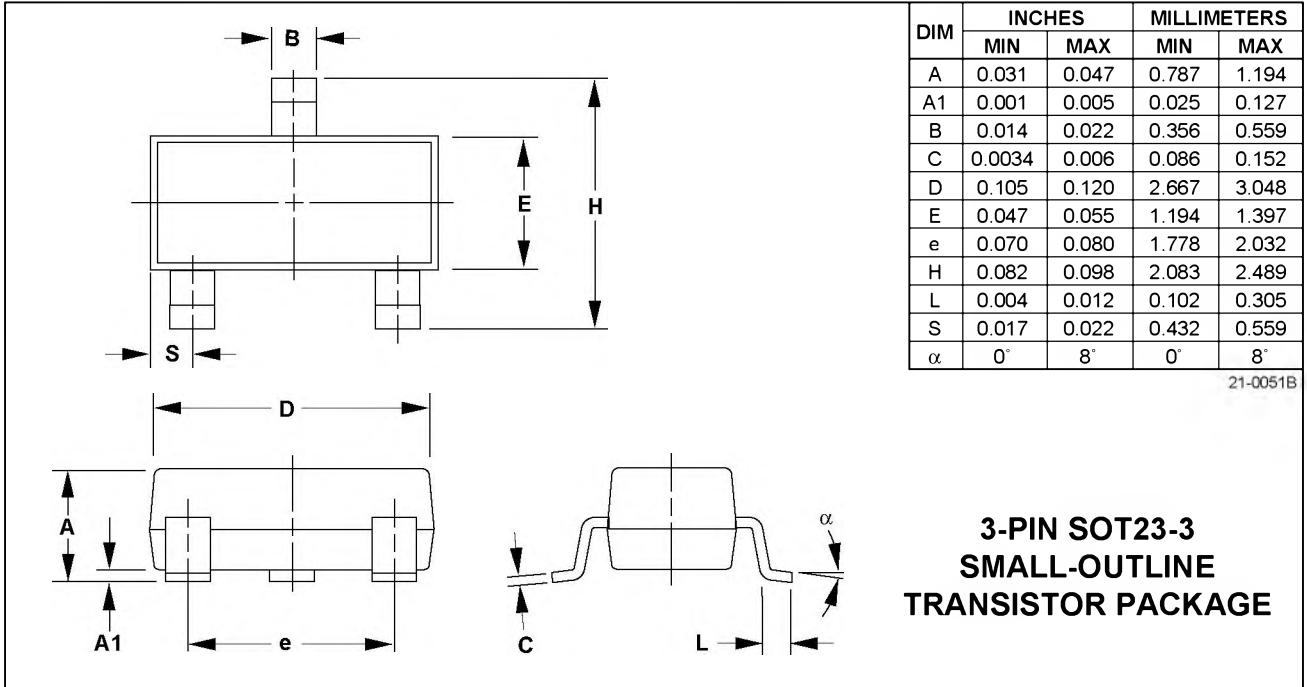 B
E
H
S
D
A
A1
e
C
L
α
DIM INCHES MILLIMETERS
MIN MAX MIN MAX
A 0.031 0.047 0.787 1.194
A1 0.001 0.005 0.025 0.127
B 0.014 0.022 0.356 0.559
C 0.0034 0.006 0.086 0.152
D 0.105 0.120 2.667 3.048
E 0.047 0.055 1.194 1.397
e 0.070 0.080 1.778 2.032
H 0.082 0.098 2.083 2.489
L 0.004 0.012 0.102 0.305
S 0.017 0.022 0.432 0.559
α 0° 8° 0° 8°
21-0051B
3-PIN SOT23-3
SMALL-OUTLINE
TRANSISTOR PACKAGE